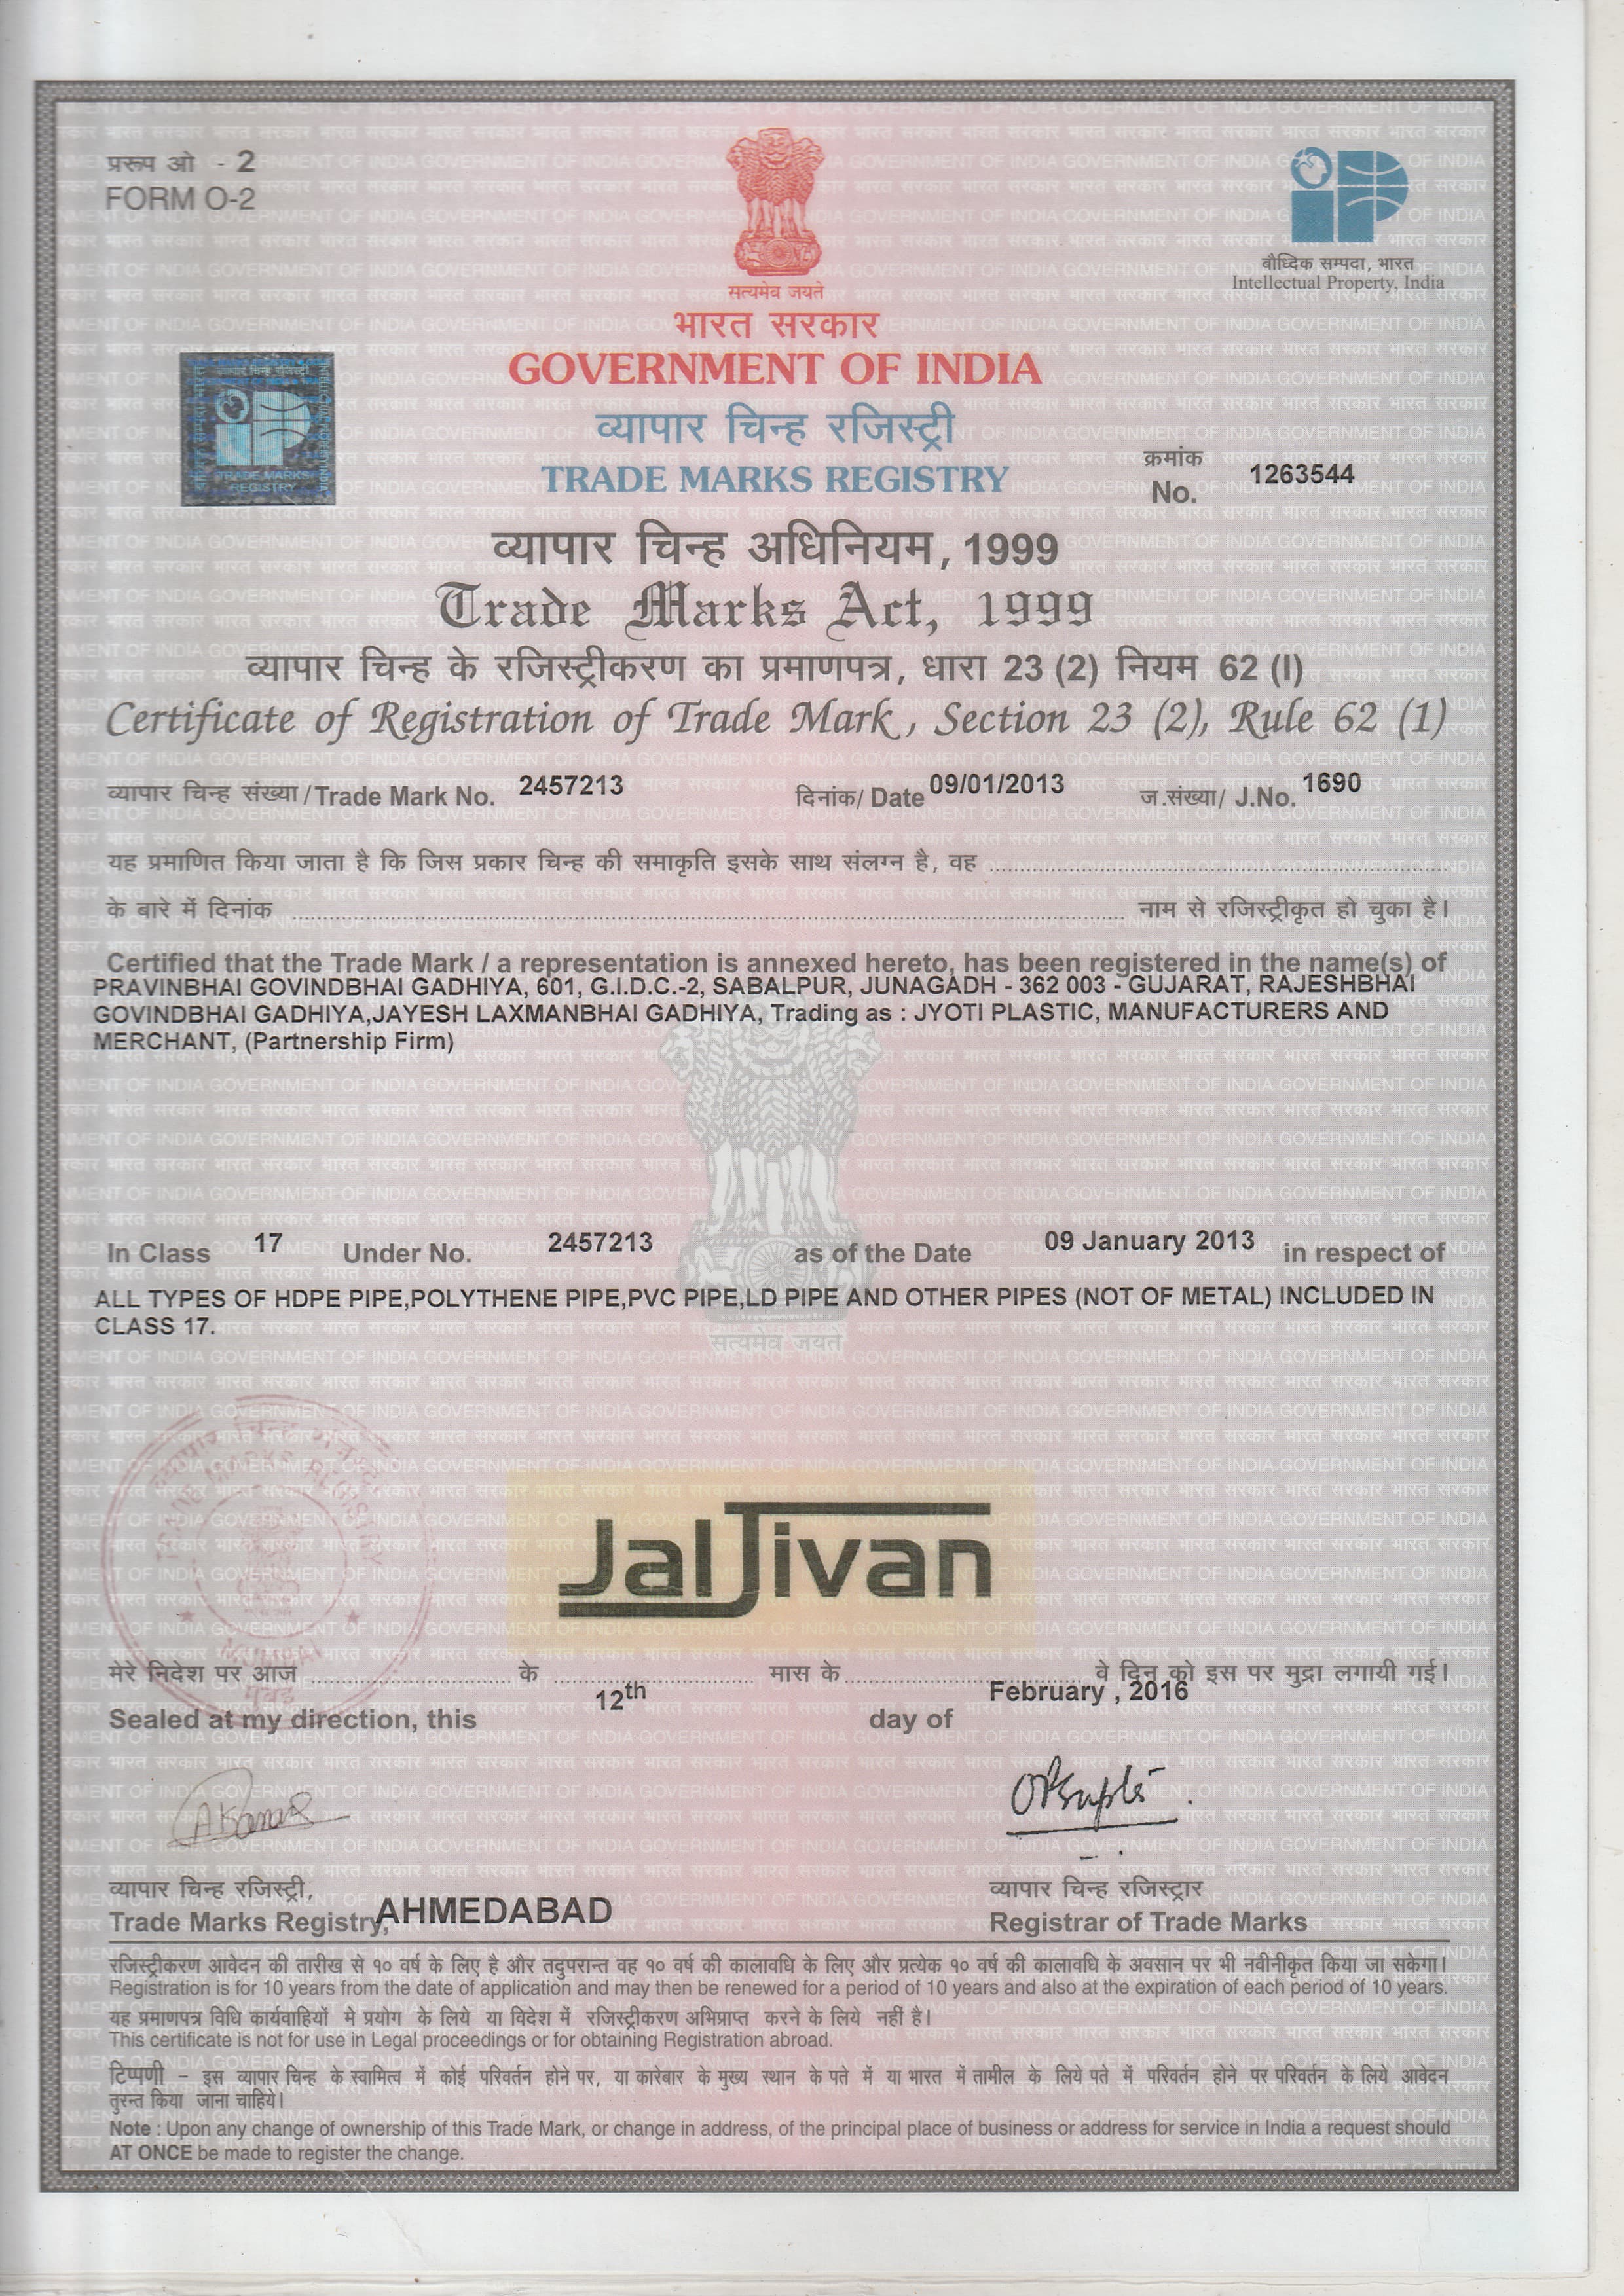 प्ररूप ओ - 2
FORM O-2
सत्यमेव जयते
बौध्दिक सम्पदा, भारत
Intellectual Property, India
भारत सरकार
GOVERNMENT OF INDIA
व्यापार चिन्ह रजिस्ट्री
TRADE MARKS REGISTRY
TRADE MARKS
REGISTRY
क्रमांक
No. 1263544
व्यापार चिन्ह अधिनियम, 1999
Trade Marks Act, 1999
व्यापार चिन्ह के रजिस्ट्रीकरण का प्रमाणपत्र, धारा 23 (2) नियम 62 (I)
Certificate of Registration of Trade Mark, Section 23 (2), Rule 62 (1)
व्यापार चिन्ह संख्या/Trade Mark No. 2457213 दिनांक/ Date 09/01/2013 ज.संख्या/ J.No. 1690
यह प्रमाणित किया जाता है कि जिस प्रकार चिन्ह की समाकृति इसके साथ संलग्न है, वह
के बारे में दिनांक नाम से रजिस्ट्रीकृत हो चुका है।
Certified that the Trade Mark / a representation is annexed hereto, has been registered in the name(s) of
PRAVINBHAI GOVINDBHAI GADHIYA, 601, G.I.D.C.-2, SABALPUR, JUNAGADH - 362 003 - GUJARAT, RAJESHBHAI
GOVINDBHAI GADHIYA,JAYESH LAXMANBHAI GADHIYA, Trading as : JYOTI PLASTIC, MANUFACTURERS AND
MERCHANT, (Partnership Firm)
In Class 17 Under No. 2457213 as of the Date 09 January 2013 in respect of
ALL TYPES OF HDPE PIPE,POLYTHENE PIPE,PVC PIPE,LD PIPE AND OTHER PIPES (NOT OF METAL) INCLUDED IN
CLASS 17.
सत्यमेव जयते
JalJivan
मेरे निदेश पर आज के मास के वे दिन को इस पर मुद्रा लगायी गई।
Sealed at my direction, this 12th day of February , 2016
व्यापार चिन्ह रजिस्ट्री,
Trade Marks Registry, AHMEDABAD
व्यापार चिन्ह रजिस्ट्रार
Registrar of Trade Marks
रजिस्ट्रीकरण आवेदन की तारीख से १० वर्ष के लिए है और तदुपरान्त वह १० वर्ष की कालावधि के लिए और प्रत्येक १० वर्ष की कालावधि के अवसान पर भी नवीनीकृत किया जा सकेगा।
Registration is for 10 years from the date of application and may then be renewed for a period of 10 years and also at the expiration of each period of 10 years.
यह प्रमाणपत्र विधि कार्यवाहियों मे प्रयोग के लिये या विदेश में रजिस्ट्रीकरण अभिप्राप्त करने के लिये नहीं है।
This certificate is not for use in Legal proceedings or for obtaining Registration abroad.
टिप्पणी – इस व्यापार चिन्ह के स्वामित्व में कोई परिवर्तन होने पर, या कारेबार के मुख्य स्थान के पते में या भारत में तामील के लिये पते में परिवर्तन होने पर परिवर्तन के लिये आवेदन
तुरन्त किया जाना चाहिये।
Note : Upon any change of ownership of this Trade Mark, or change in address, of the principal place of business or address for service in India a request should
AT ONCE be made to register the change.